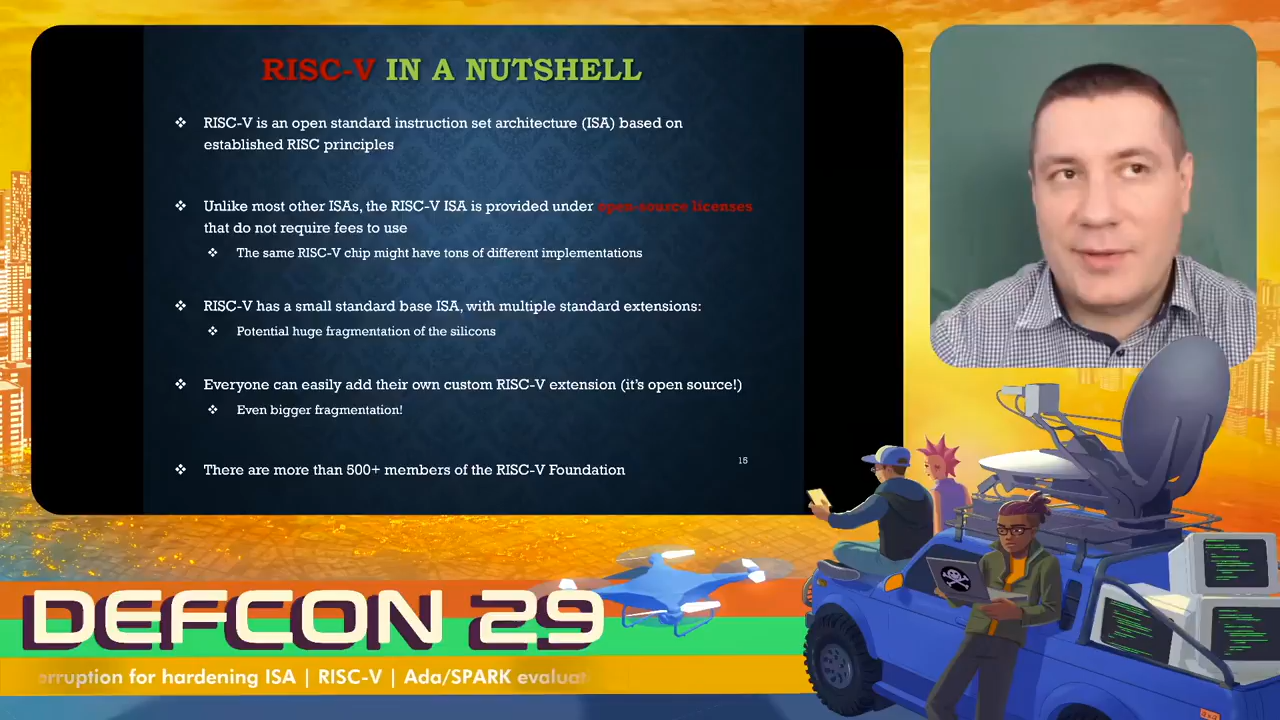 RISC-V IN A NUTSHELL
❖ RISC-V is an open standard instruction set architecture (ISA) based on
established RISC principles
❖ Unlike most other ISAs, the RISC-V ISA is provided under open-source licenses
that do not require fees to use
❖ The same RISC-V chip might have tons of different implementations
❖ RISC-V has a small standard base ISA, with multiple standard extensions:
❖ Potential huge fragmentation of the silicons
❖ Everyone can easily add their own custom RISC-V extension (it's open source!)
❖ Even bigger fragmentation!
❖ There are more than 500+ members of the RISC-V Foundation
15
DEFCON 29
orruption for hardening ISA | RISC-V | Ada/SPARK evaluat